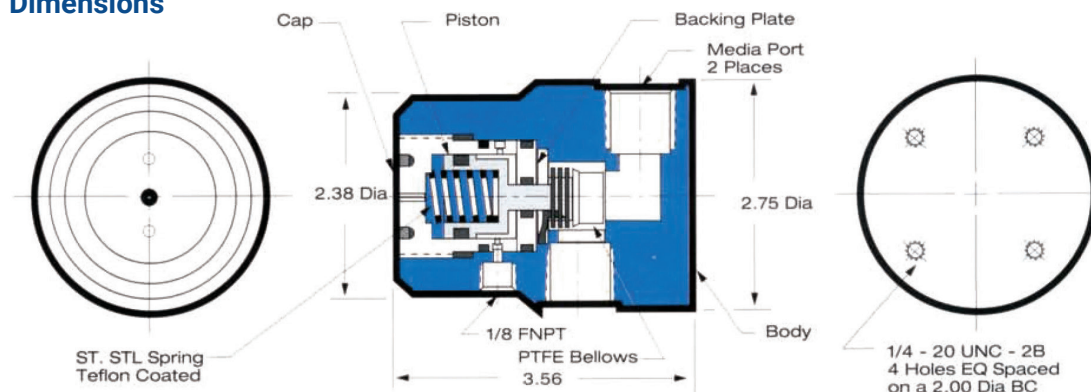 Dimensions
Cap
Piston
Backing Plate
Media Port
2 Places
2.38 Dia
2.75 Dia
1/8 FNPT
Body
ST. STL Spring
Teflon Coated
PTFE Bellows
3.56
1/4 - 20 UNC - 2B
4 Holes EQ Spaced
on a 2.00 Dia BC